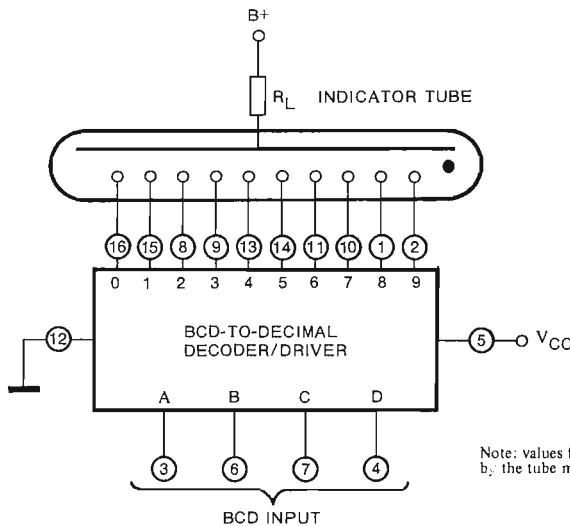 B+
RL INDICATOR TUBE
16 15 8 9 13 14 11 10 1 2
0 1 2 3 4 5 6 7 8 9
12
BCD-TO-DECIMAL
DECODER/DRIVER
5
VCC
A B C D
3 6 7 4
Note: values
by the tube
BCD INPUT